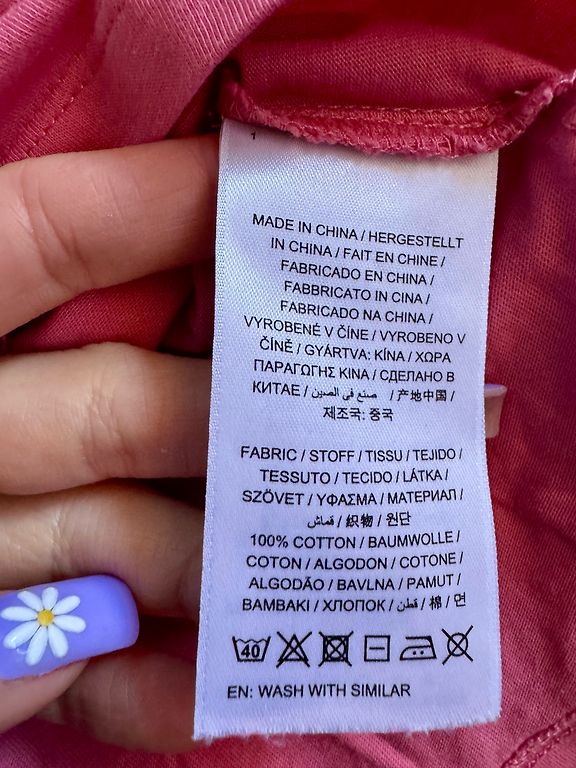 1
MADE IN CHINA / HERGESTELLT
IN CHINA / FAIT EN CHINE /
FABRICADO EN CHINA /
FABBRICATO IN CINA /
FABRICADO NA CHINA /
VYROBENÉ V ČÍNE / VYROBENO V
ČÍNĚ / GYÁRTVA: KÍNA / ΧΩΡΑ
ΠΑΡΑΓΩΓΗΣ ΚΙΝΑ / СДЕЛАНО В
КИТАЕ / صنع في الصين / 产地中国 /
제조국: 중국
FABRIC / STOFF / TISSU / TEJIDO /
TESSUTO / TECIDO / LÁTKA /
SZÖVET / ΥΦΑΣΜΑ / МАТЕРИАЛ /
قماش / 織物 / 원단
100% COTTON / BAUMWOLLE /
COTON / ALGODON / COTONE /
ALGODÃO / BAVLNA / PAMUT /
ΒΑΜΒΑΚΙ / ХЛОПОК / قطن / 棉 / 면
40
EN: WASH WITH SIMILAR